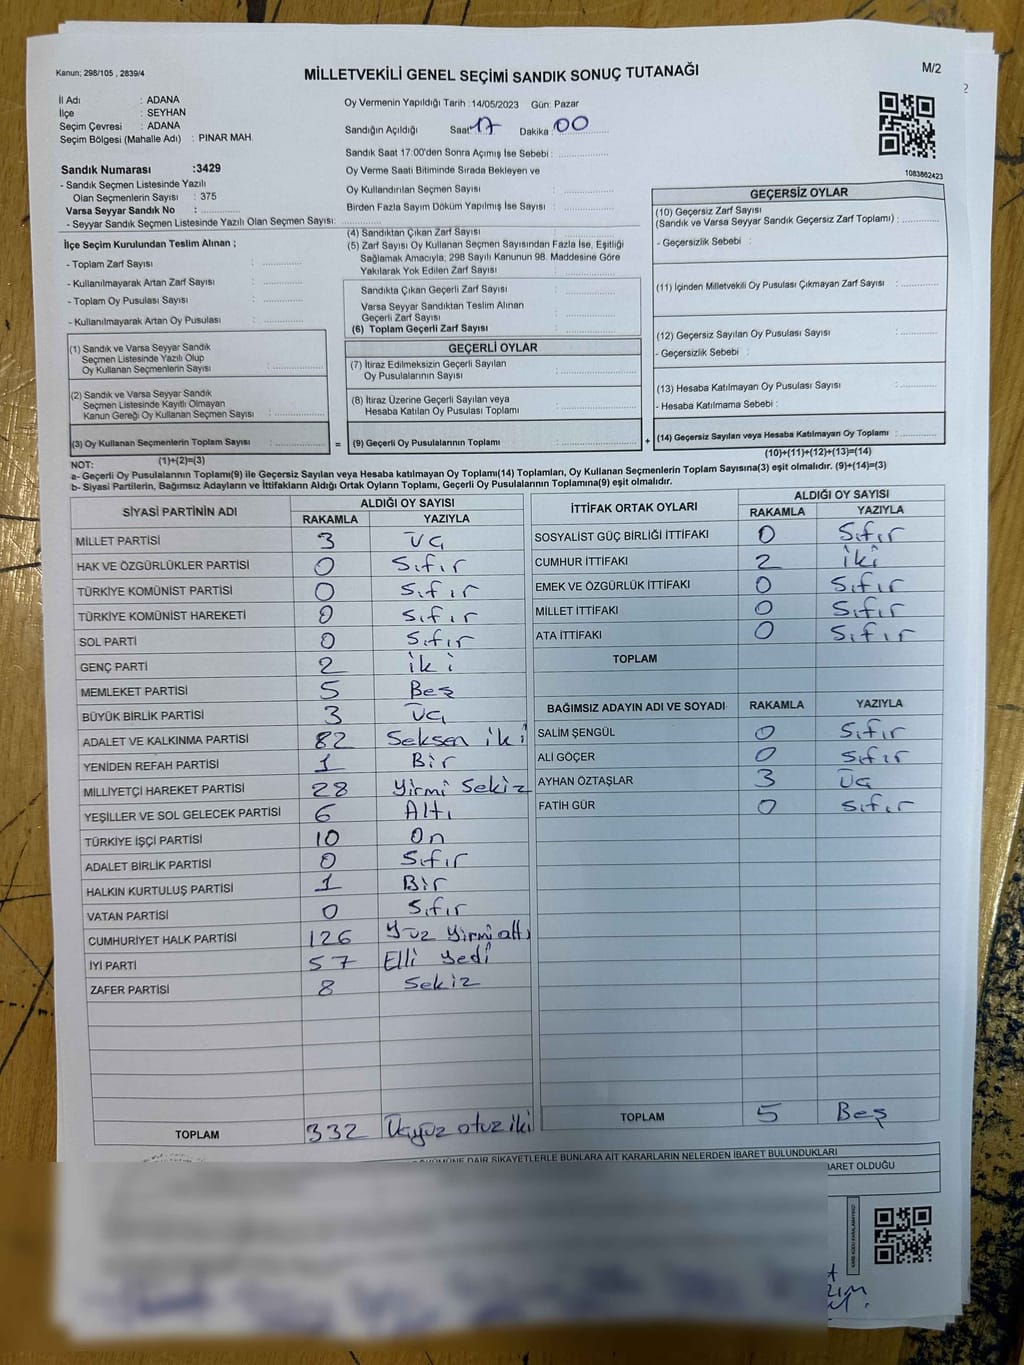 Kanun; 298/105 , 2839/4
MİLLETVEKİLİ GENEL SEÇİMİ SANDIK SONUÇ TUTANAĞI
M/2
2
İl Adı : ADANA
İlçe : SEYHAN
Seçim Çevresi : ADANA
Seçim Bölgesi (Mahalle Adı) : PINAR MAH.
Sandık Numarası :3429
- Sandık Seçmen Listesinde Yazılı
Olan Seçmenlerin Sayısı : 375
Varsa Seyyar Sandık No :
- Seyyar Sandık Seçmen Listesinde Yazılı Olan Seçmen Sayısı:
Oy Vermenin Yapıldığı Tarih :14/05/2023 Gün: Pazar
Sandığın Açıldığı Saat 17 Dakika : 00
Sandık Saat 17:00'den Sonra Açımış İse Sebebi :
Oy Verme Saati Bitiminde Sırada Bekleyen ve
Oy Kullandırılan Seçmen Sayısı :
Birden Fazla Sayım Döküm Yapılmış İse Sayısı :
1083862423
İlçe Seçim Kurulundan Teslim Alınan ;
- Toplam Zarf Sayısı :
- Kullanılmayarak Artan Zarf Sayısı :
- Toplam Oy Pusulası Sayısı :
- Kullanılmayarak Artan Oy Pusulası :
(1) Sandık ve Varsa Seyyar Sandık
Seçmen Listesinde Yazılı Olup
Oy Kullanan Seçmenlerin Sayısı :
(2) Sandık ve Varsa Seyyar Sandık
Seçmen Listesinde Kayıtlı Olmayan
Kanun Gereği Oy Kullanan Seçmen Sayısı :
(3) Oy Kullanan Seçmenlerin Toplam Sayısı :
(1)+(2)=(3)
(4) Sandıktan Çıkan Zarf Sayısı :
(5) Zarf Sayısı Oy Kullanan Seçmen Sayısından Fazla İse, Eşitliği
Sağlamak Amacıyla; 298 Sayılı Kanunun 98. Maddesine Göre
Yakılarak Yok Edilen Zarf Sayısı :
Sandıkta Çıkan Geçerli Zarf Sayısı :
Varsa Seyyar Sandıktan Teslim Alınan
Geçerli Zarf Sayısı :
(6) Toplam Geçerli Zarf Sayısı :
GEÇERLİ OYLAR
(7) İtiraz Edilmeksizin Geçerli Sayılan
Oy Pusulalarının Sayısı :
(8) İtiraz Üzerine Geçerli Sayılan veya
Hesaba Katılan Oy Pusulası Toplamı :
= (9) Geçerli Oy Pusulalarının Toplamı :
GEÇERSİZ OYLAR
(10) Geçersiz Zarf Sayısı
(Sandık ve Varsa Seyyar Sandık Geçersiz Zarf Toplamı) :
- Geçersizlik Sebebi :
(11) İçinden Milletvekili Oy Pusulası Çıkmayan Zarf Sayısı :
(12) Geçersiz Sayılan Oy Pusulası Sayısı :
- Geçersizlik Sebebi :
(13) Hesaba Katılmayan Oy Pusulası Sayısı :
- Hesaba Katılmama Sebebi :
+ (14) Geçersiz Sayılan veya Hesaba Katılmayan Oy Toplamı :
(10)+(11)+(12)+(13)=(14)
NOT:
a- Geçerli Oy Pusulalarının Toplamı(9) ile Geçersiz Sayılan veya Hesaba katılmayan Oy Toplamı(14) Toplamları, Oy Kullanan Seçmenlerin Toplam Sayısına(3) eşit olmalıdır. (9)+(14)=(3)
b- Siyasi Partilerin, Bağımsız Adayların ve İttifakların Aldığı Ortak Oyların Toplamı, Geçerli Oy Pusulalarının Toplamına(9) eşit olmalıdır.
SİYASİ PARTİNİN ADI ALDIĞI OY SAYISI
RAKAMLA YAZIYLA
MİLLET PARTİSİ 3 Üç
HAK VE ÖZGÜRLÜKLER PARTİSİ 0 Sıfır
TÜRKİYE KOMÜNİST PARTİSİ 0 Sıfır
TÜRKİYE KOMÜNİST HAREKETİ 0 Sıfır
SOL PARTİ 0 Sıfır
GENÇ PARTİ 2 iki
MEMLEKET PARTİSİ 5 Beş
BÜYÜK BİRLİK PARTİSİ 3 Üç
ADALET VE KALKINMA PARTİSİ 82 Seksen iki
YENİDEN REFAH PARTİSİ 1 Bir
MİLLİYETÇİ HAREKET PARTİSİ 28 Yirmi Sekiz
YEŞİLLER VE SOL GELECEK PARTİSİ 6 Altı
TÜRKİYE İŞÇİ PARTİSİ 10 On
ADALET BİRLİK PARTİSİ 0 Sıfır
HALKIN KURTULUŞ PARTİSİ 1 Bir
VATAN PARTİSİ 0 Sıfır
CUMHURİYET HALK PARTİSİ 126 Yüz Yirmi altı
İYİ PARTİ 57 Elli Yedi
ZAFER PARTİSİ 8 Sekiz
TOPLAM 332 Üçyüz otuz iki
İTTİFAK ORTAK OYLARI ALDIĞI OY SAYISI
RAKAMLA YAZIYLA
SOSYALİST GÜÇ BİRLİĞİ İTTİFAKI 0 Sıfır
CUMHUR İTTİFAKI 2 iki
EMEK VE ÖZGÜRLÜK İTTİFAKI 0 Sıfır
MİLLET İTTİFAKI 0 Sıfır
ATA İTTİFAKI 0 Sıfır
TOPLAM
BAĞIMSIZ ADAYIN ADI VE SOYADI RAKAMLA YAZIYLA
SALİM ŞENGÜL 0 Sıfır
ALİ GÖÇER 0 Sıfır
AYHAN ÖZTAŞLAR 3 Üç
FATİH GÜR 0 Sıfır
TOPLAM 5 Beş
DAİR ŞİKAYETLERLE BUNLARA AİT KARARLARIN NELERDEN İBARET BULUNDUKLARI
BARET OLDUĞU